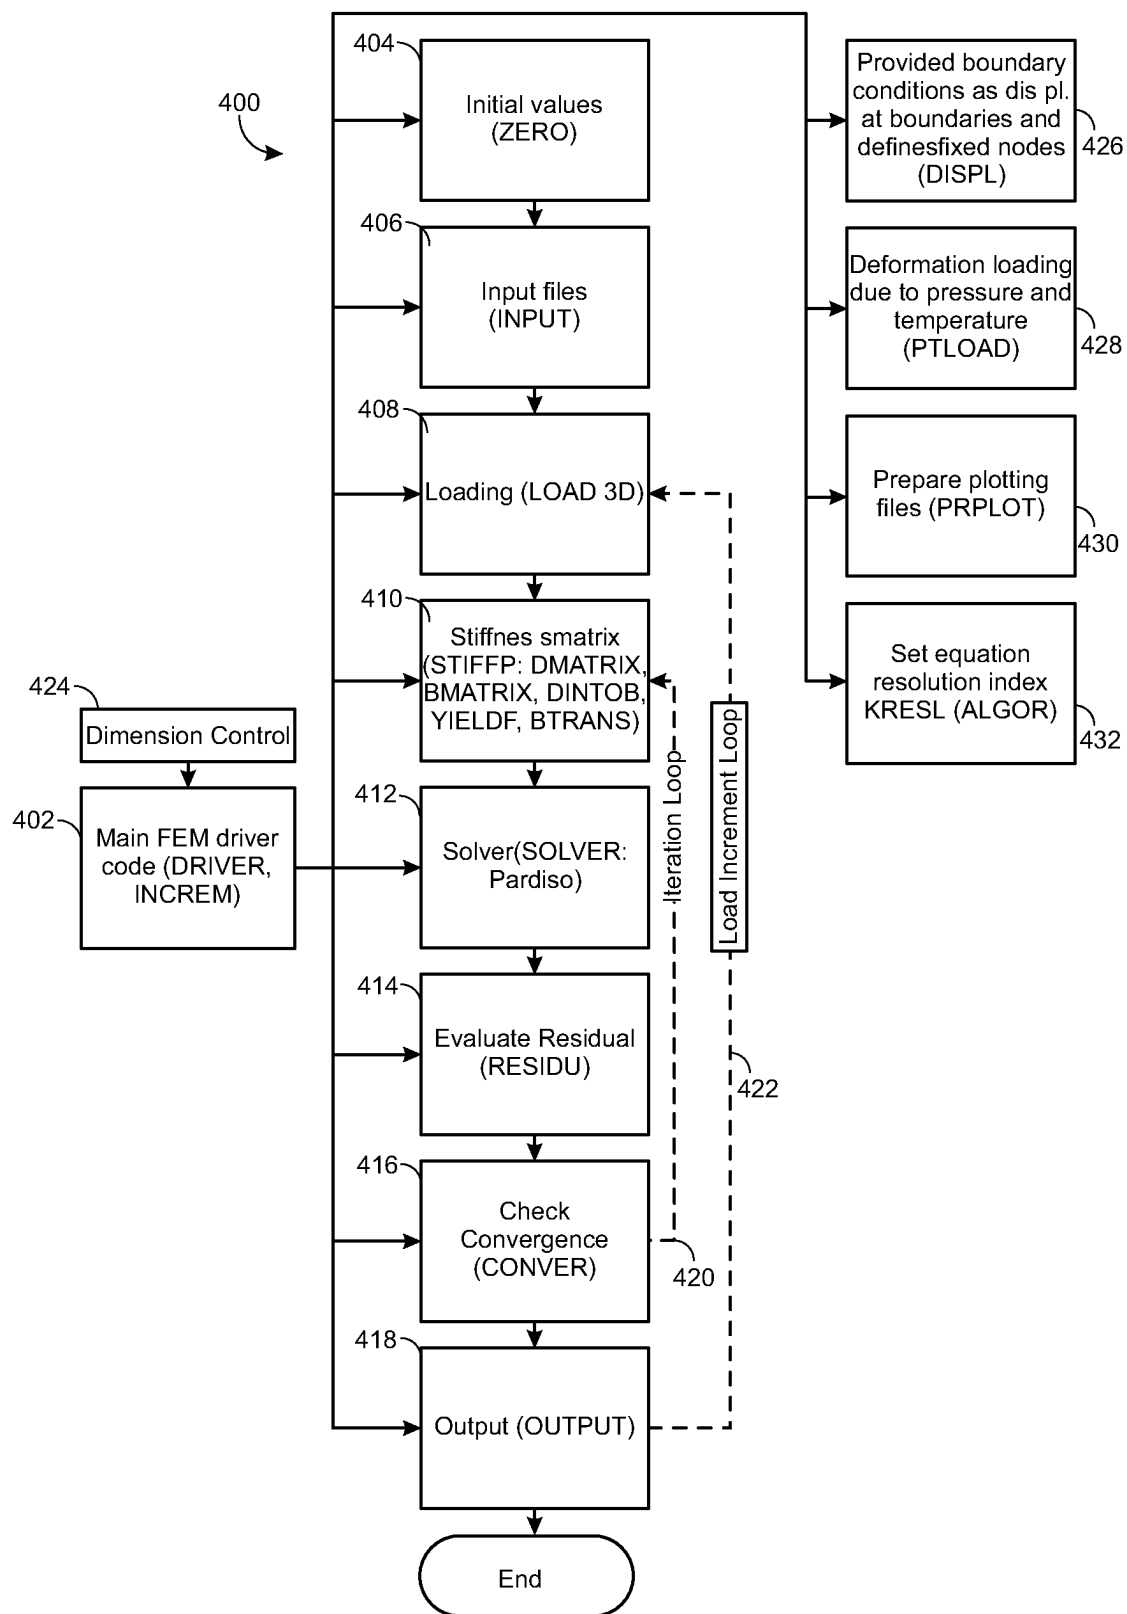 400
404
Initial values
(ZERO)
406
Input files
(INPUT)
408
Loading (LOAD 3D)
410
Stiffnes smatrix
(STIFFP: DMATRIX,
BMATRIX, DINTOB,
YIELDF, BTRANS)
424
Dimension Control
402
Main FEM driver
code (DRIVER,
INCREM)
412
Solver(SOLVER:
Pardiso)
414
Evaluate Residual
(RESIDU)
416
Check
Convergence
(CONVER)
418
Output (OUTPUT)
End
Iteration Loop
420
Load Increment Loop
422
Provided boundary
conditions as dis pl.
at boundaries and
definesfixed nodes
(DISPL)
426
Deformation loading
due to pressure and
temperature
(PTLOAD)
428
Prepare plotting
files (PRPLOT)
430
Set equation
resolution index
KRESL (ALGOR)
432